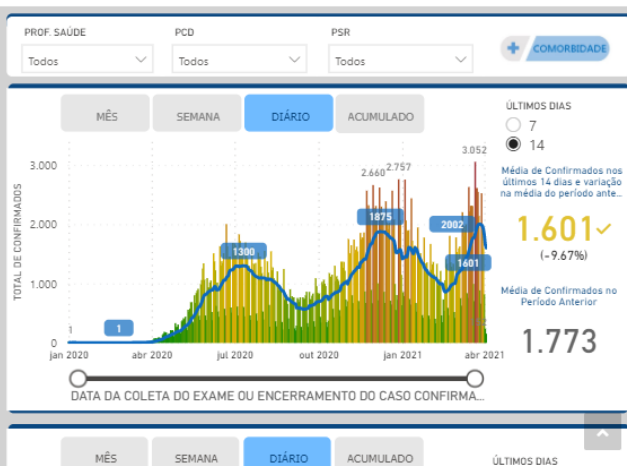 PROF. SAÚDE PCD PSR
Todos Todos Todos
+ COMORBIDADE
MÊS SEMANA DIÁRIO ACUMULADO
ÚLTIMOS DIAS
7
14
Média de Confirmados nos
últimos 14 dias e variação
na média do período ante...
1.601
(-9.67%)
Média de Confirmados no
Período Anterior
1.773
TOTAL DE CONFIRMADOS
3.000
2.000
1.000
0
3.052
2.660 2.757
1875
2002
1300
1601
1
1
jan 2020 abr 2020 jul 2020 out 2020 jan 2021 abr 2021
DATA DA COLETA DO EXAME OU ENCERRAMENTO DO CASO CONFIRMA...
MÊS SEMANA DIÁRIO ACUMULADO
ÚLTIMOS DIAS